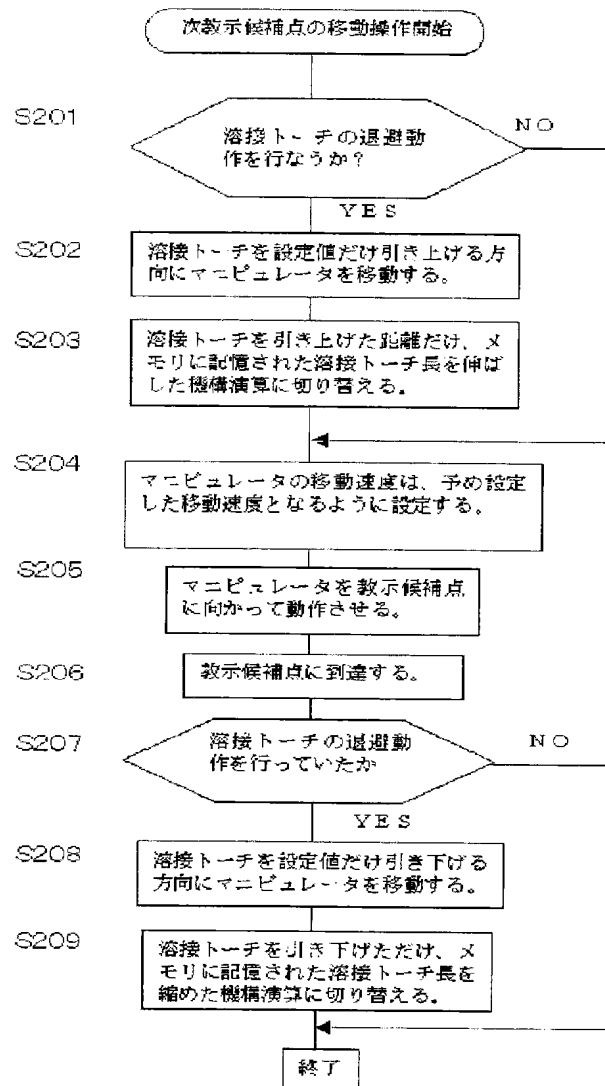 次教示候補点の移動操作開始
S201
溶接トーチの退避動
作を行なうか?
NO
YES
S202
溶接トーチを設定値だけ引き上げる方
向にマニピュレータを移動する。
S203
溶接トーチを引き上げた距離だけ、メ
モリに記憶された溶接トーチ長を伸ば
した機構演算に切り替える。
S204
マニピュレータの移動速度は、予め設定
した移動速度となるように設定する。
S205
マニピュレータを教示候補点
に向かって動作させる。
S206
教示候補点に到達する。
S207
溶接トーチの退避動
作を行っていたか
NO
YES
S208
溶接トーチを設定値だけ引き下げる
方向にマニピュレータを移動する。
S209
溶接トーチを引き下げただけ、メ
モリに記憶された溶接トーチ長を
縮めた機構演算に切り替える。
終了